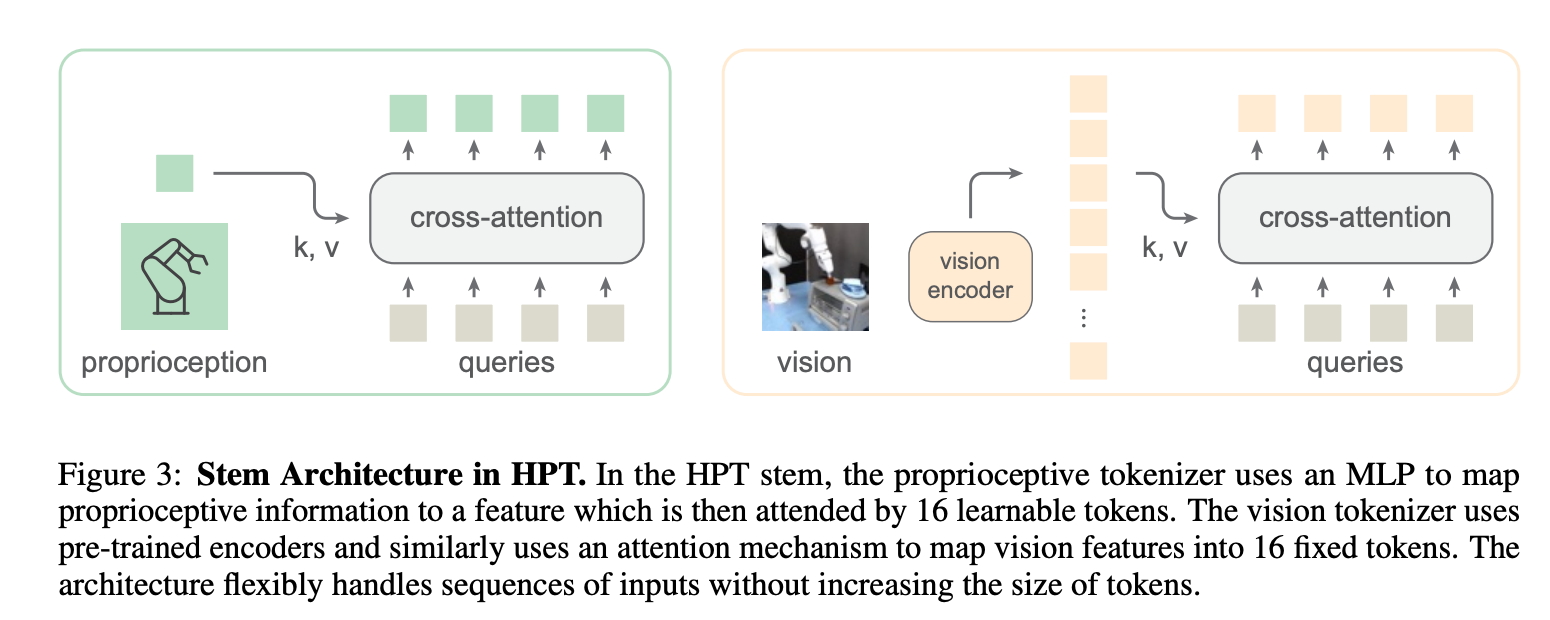 cross-attention
k, v
proprioception
queries
vision
encoder
cross-attention
k, v
vision
queries
Figure 3: Stem Architecture in HPT. In the HPT stem, the proprioceptive tokenizer uses an MLP to map
proprioceptive information to a feature which is then attended by 16 learnable tokens. The vision tokenizer uses
pre-trained encoders and similarly uses an attention mechanism to map vision features into 16 fixed tokens. The
architecture flexibly handles sequences of inputs without increasing the size of tokens.